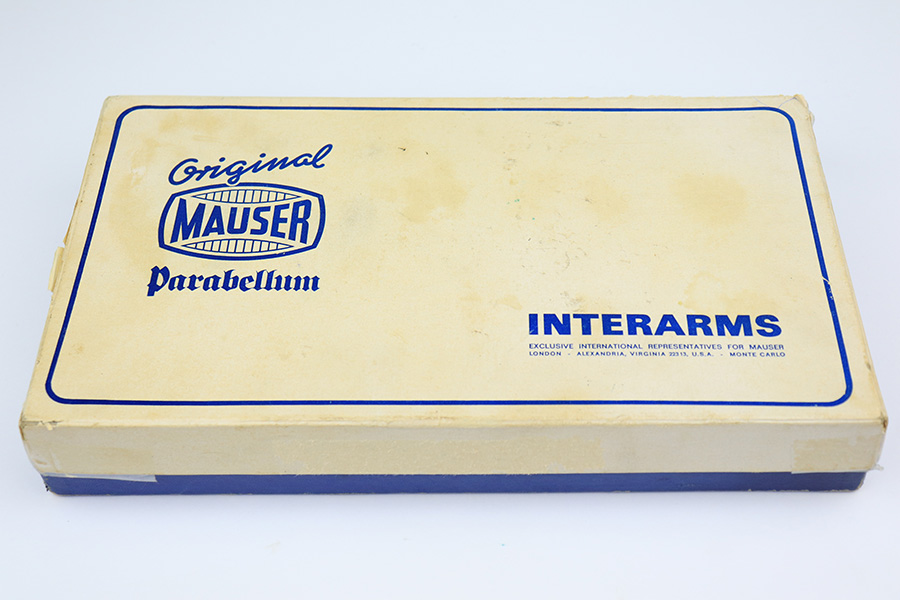 Original
MAUSER
Parabellum
INTERARMS
EXCLUSIVE INTERNATIONAL REPRESENTATIVES FOR MAUSER
LONDON - ALEXANDRIA, VIRGINIA 22313, U.S.A. - MONTE CARLO